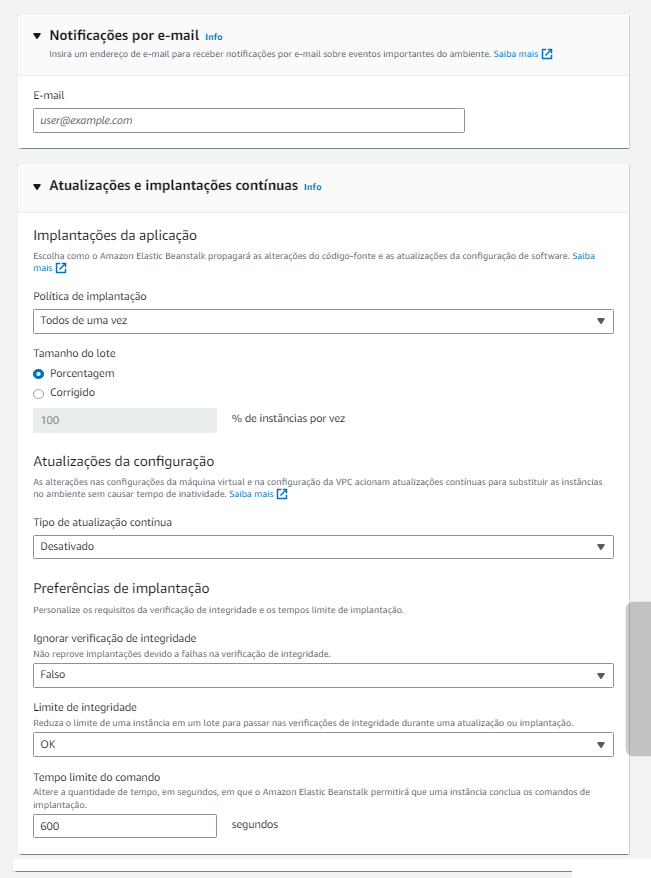 Notificações por e-mail Info
Insira um endereço de e-mail para receber notificações por e-mail sobre eventos importantes do ambiente. Saiba mais
E-mail
user@example.com
Atualizações e implantações contínuas Info
Implantações da aplicação
Escolha como o Amazon Elastic Beanstalk propagará as alterações do código-fonte e as atualizações da configuração de software. Saiba
mais
Política de implantação
Todos de uma vez
Tamanho do lote
Porcentagem
Corrigido
100 % de instâncias por vez
Atualizações da configuração
As alterações nas configurações da máquina virtual e na configuração da VPC acionam atualizações contínuas para substituir as instâncias
no ambiente sem causar tempo de inatividade. Saiba mais
Tipo de atualização contínua
Desativado
Preferências de implantação
Personalize os requisitos da verificação de integridade e os tempos limite de implantação.
Ignorar verificação de integridade
Não reprove implantações devido a falhas na verificação de integridade.
Falso
Limite de integridade
Reduza o limite de uma instância em um lote para passar nas verificações de integridade durante uma atualização ou implantação.
OK
Tempo limite do comando
Altere a quantidade de tempo, em segundos, em que o Amazon Elastic Beanstalk permitirá que uma instância conclua os comandos de
implantação.
600 segundos